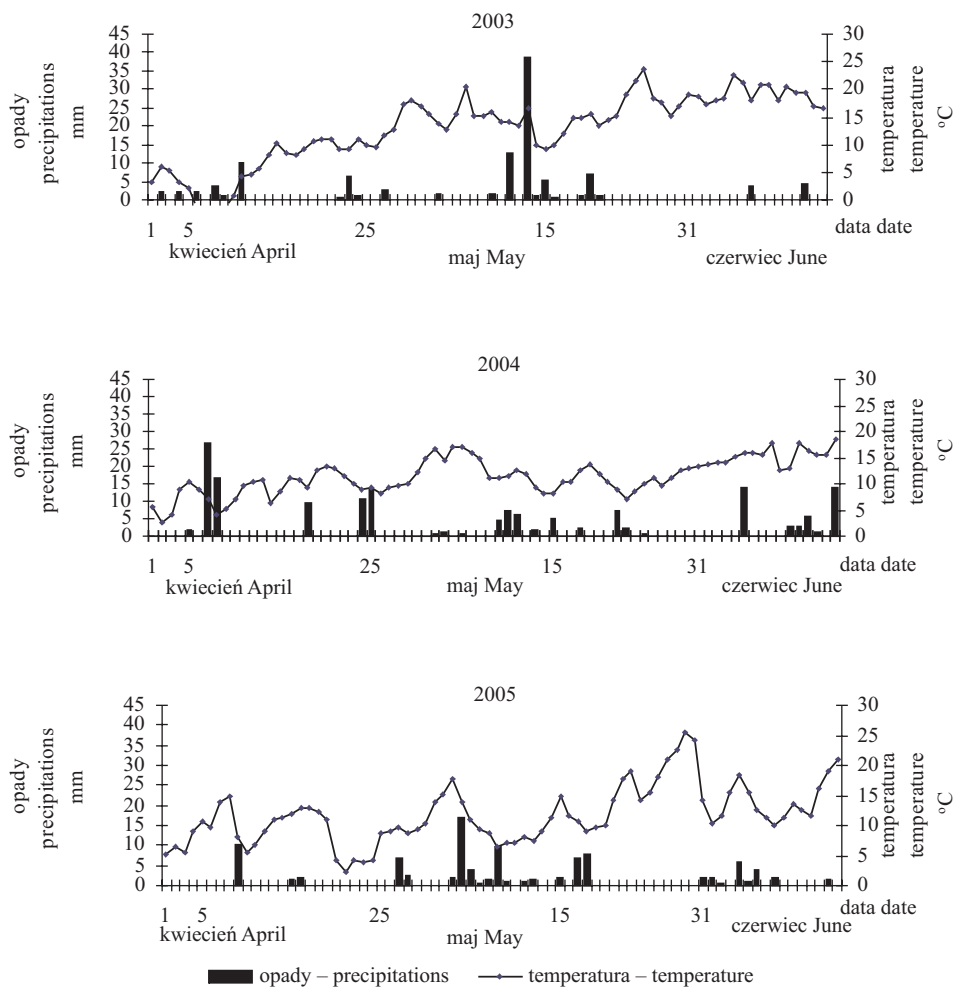 2003
opady
precipitations
mm
45
40
35
30
25
20
15
10
5
0
30
25
20
15
10
5
0
temperatura
temperature
°C
1 5 25 15 31 data date
kwiecień April maj May czerwiec June
2004
opady
precipitations
mm
45
40
35
30
25
20
15
10
5
0
30
25
20
15
10
5
0
temperatura
temperature
°C
1 5 25 15 31 data date
kwiecień April maj May czerwiec June
2005
opady
precipitations
mm
45
40
35
30
25
20
15
10
5
0
30
25
20
15
10
5
0
temperatura
temperature
°C
1 5 25 15 31 data date
kwiecień April maj May czerwiec June
opady – precipitations temperatura – temperature